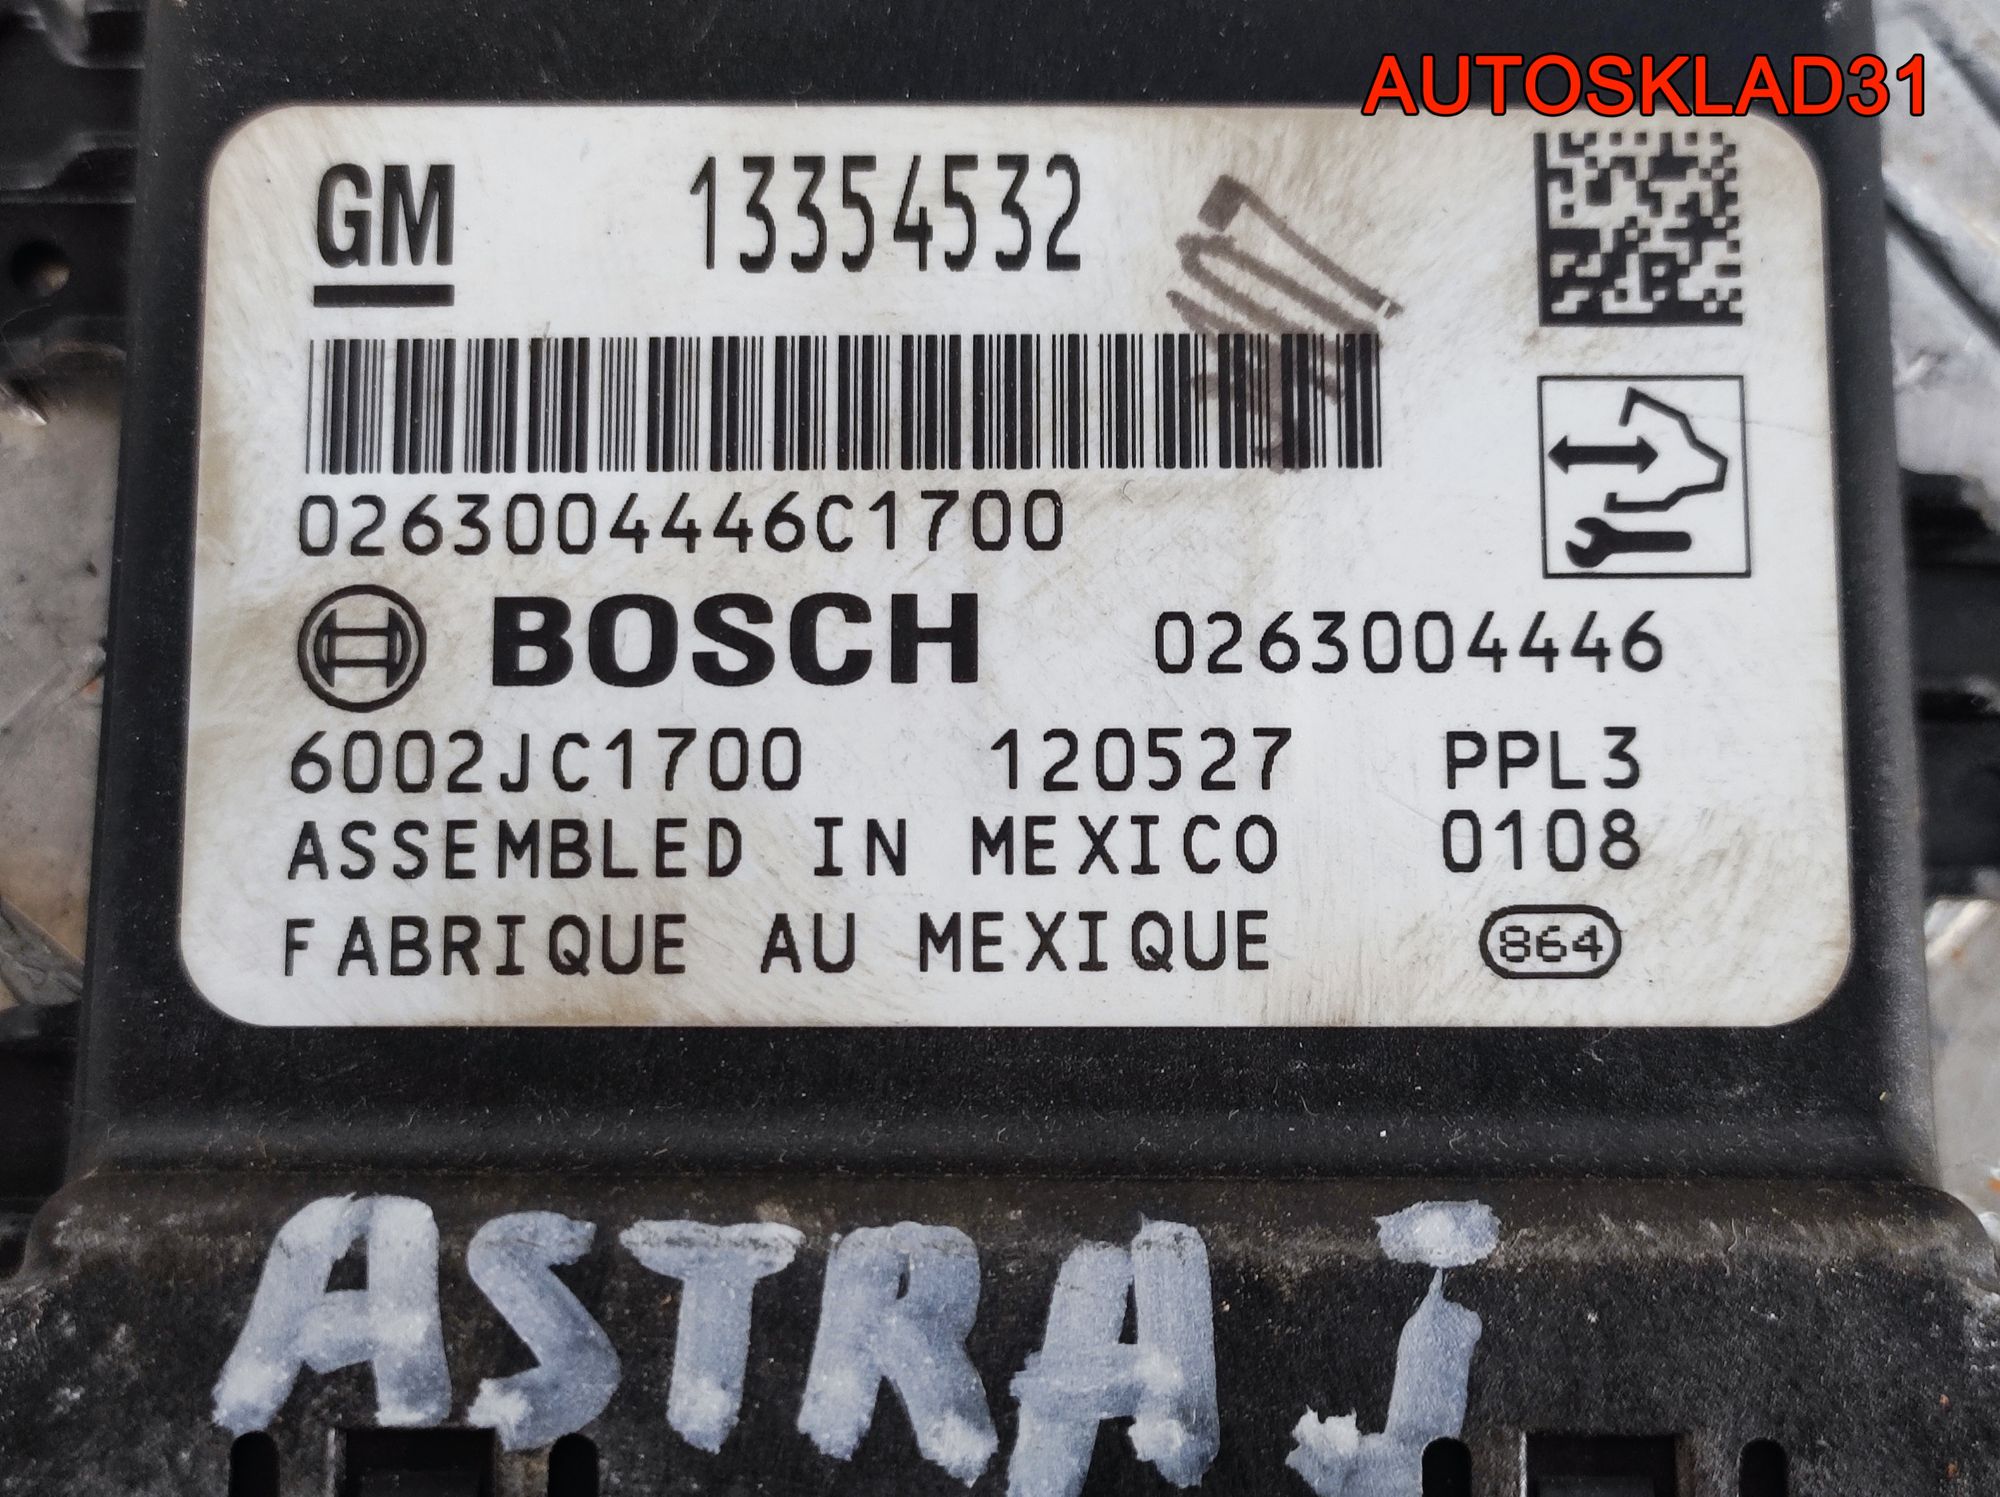 AUTOSKLAD31
GM 13354532
0263004446C1700
BOSCH 0263004446
6002JC1700 120527 PPL3
ASSEMBLED IN MEXICO 0108
FABRIQUE AU MEXIQUE 864
ASTRA J